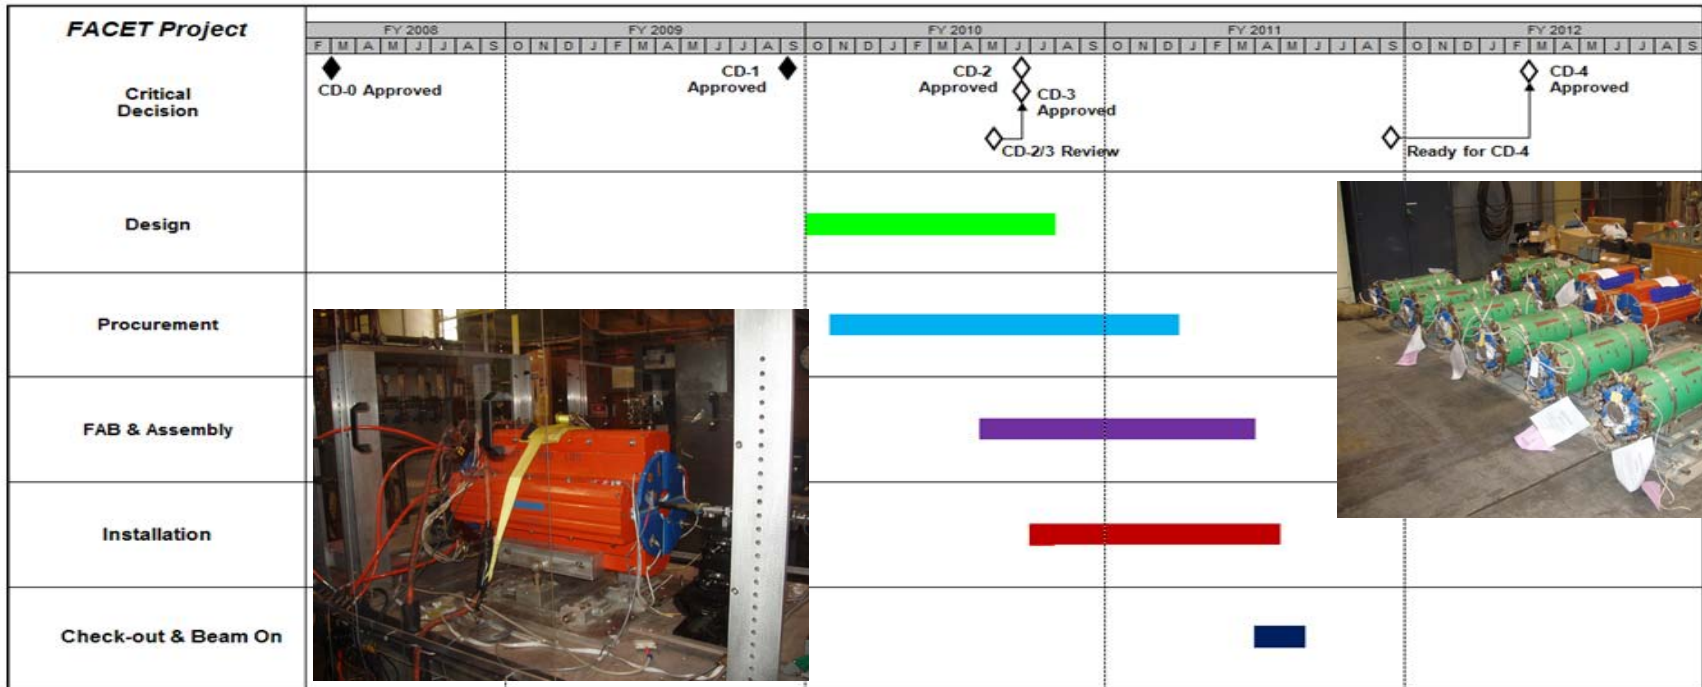 FACET Project
FY 2008 FY 2009 FY 2010 FY 2011 FY 2012
F M A M J J A S O N D J F M A M J J A S O N D J F M A M J J A S O N D J F M A M J J A S O N D J F M A M J J A S
Critical
Decision
CD-0 Approved
CD-1
Approved
CD-2
Approved
CD-3
Approved
CD-2/3 Review
CD-4
Approved
Ready for CD-4
Design
Procurement
FAB & Assembly
Installation
Check-out & Beam On